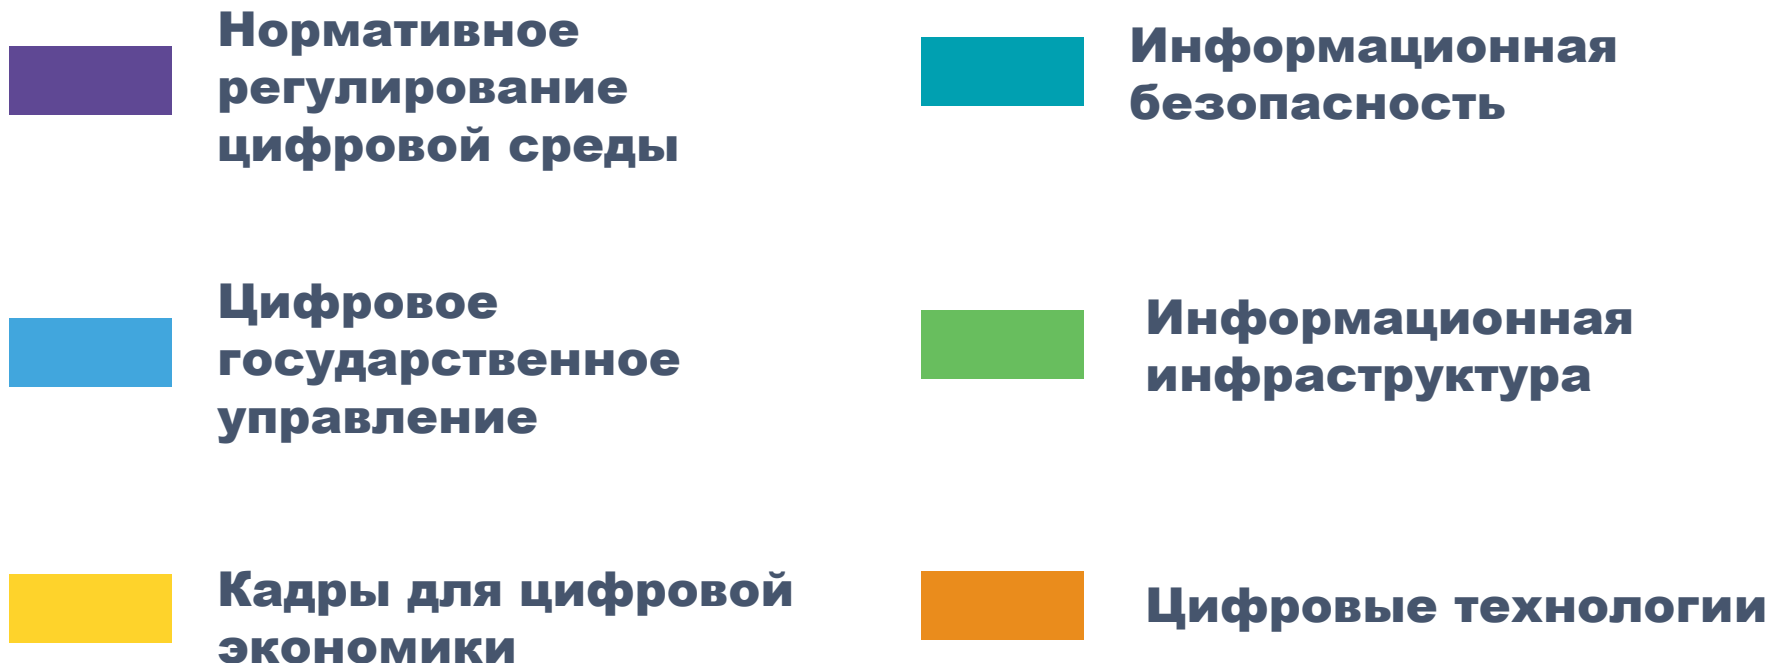 Нормативное
регулирование
цифровой среды
Информационная
безопасность
Цифровое
государственное
управление
Информационная
инфраструктура
Кадры для цифровой
экономики
Цифровые технологии